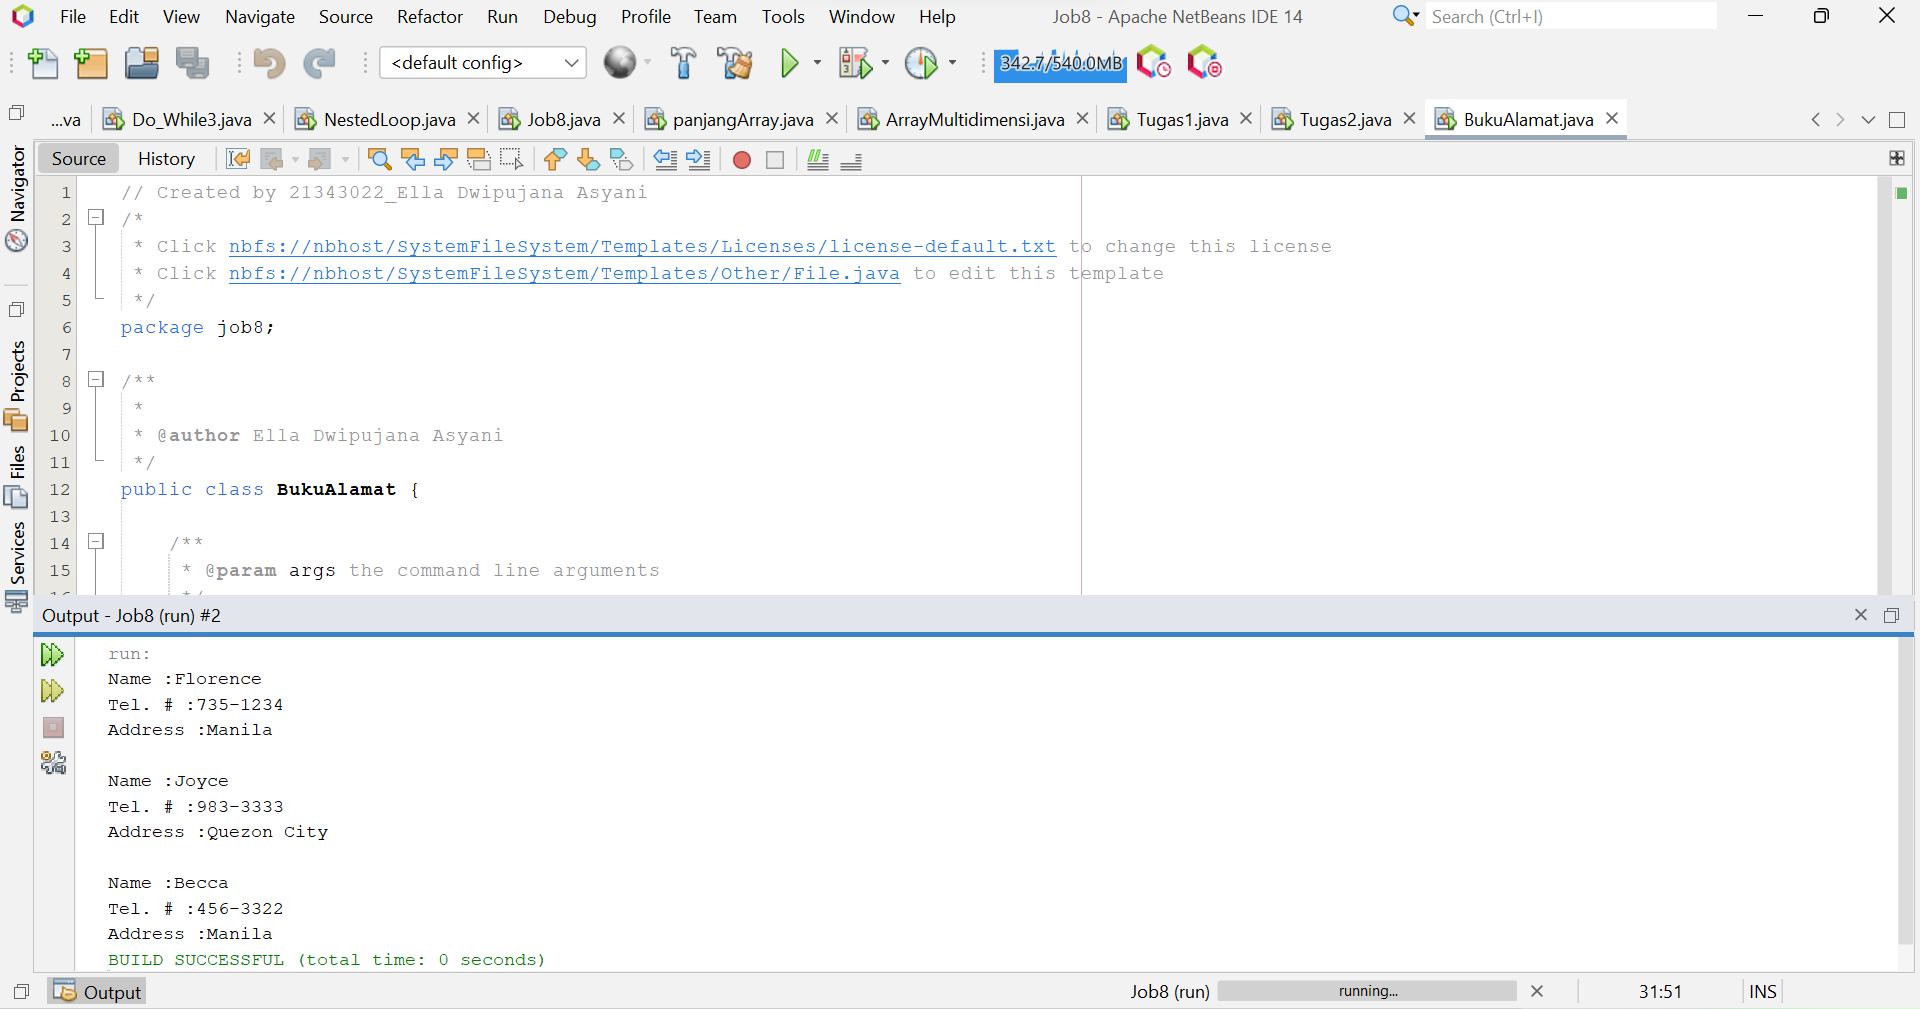 File Edit View Navigate Source Refactor Run Debug Profile Team Tools Window Help Job8 - Apache NetBeans IDE 14 Search (Ctrl+I)
<default config> 342.7/540.0MB
...va Do_While3.java NestedLoop.java Job8.java panjangArray.java ArrayMultidimensi.java Tugas1.java Tugas2.java BukuAlamat.java
Source History
Navigator
Projects
Files
Services
1 // Created by 21343022_Ella Dwipujana Asyani
2 /*
3 * Click nbfs://nbhost/SystemFileSystem/Templates/Licenses/license-default.txt to change this license
4 * Click nbfs://nbhost/SystemFileSystem/Templates/Other/File.java to edit this template
5 */
6 package job8;
7
8 /**
9 *
10 * @author Ella Dwipujana Asyani
11 */
12 public class BukuAlamat {
13
14 /**
15 * @param args the command line arguments
Output - Job8 (run) #2
run:
Name :Florence
Tel. # :735-1234
Address :Manila
Name :Joyce
Tel. # :983-3333
Address :Quezon City
Name :Becca
Tel. # :456-3322
Address :Manila
BUILD SUCCESSFUL (total time: 0 seconds)
Output Job8 (run) running... 31:51 INS